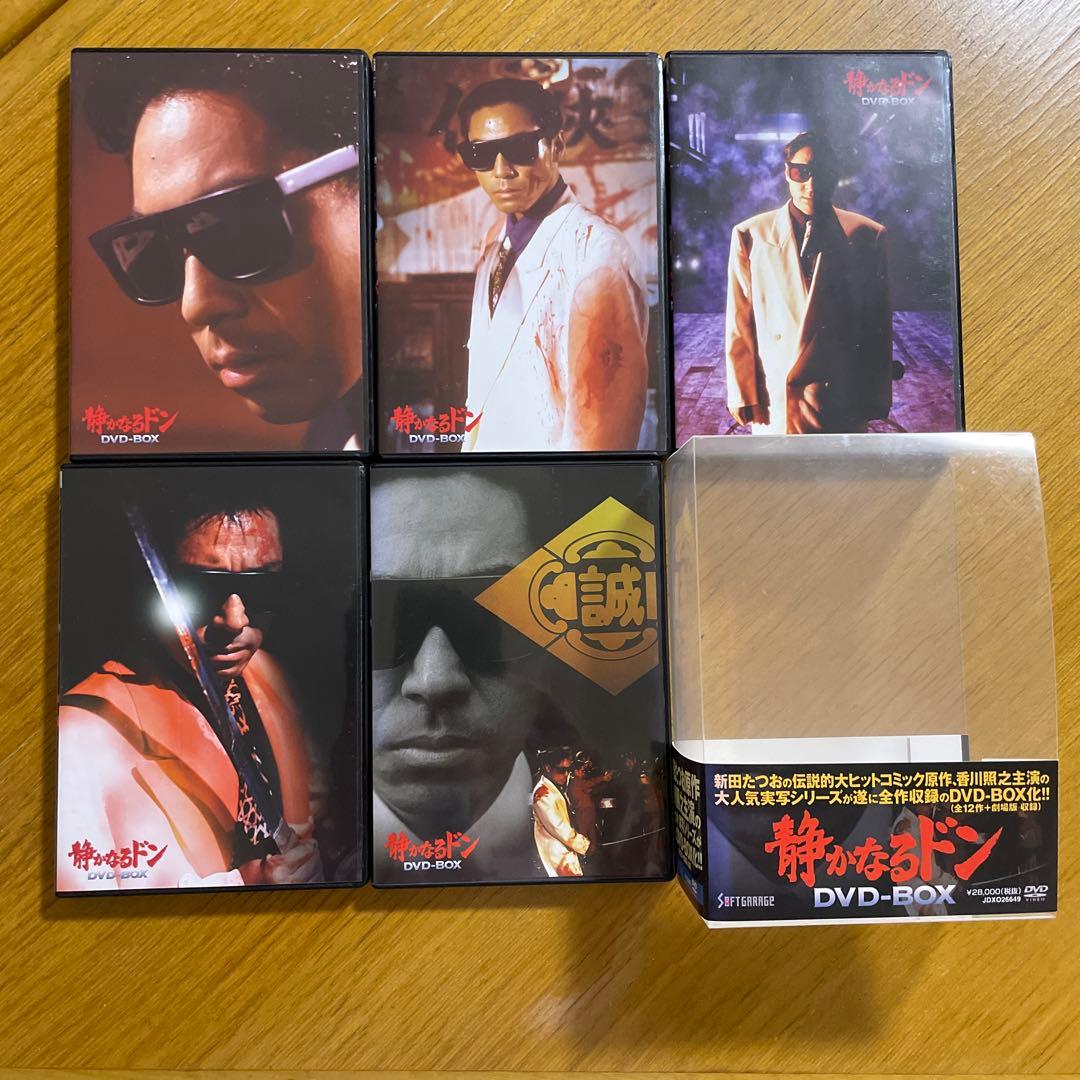 静かなるドン
DVD-BOX
静かなるドン
DVD-BOX
静かなるドン
DVD-BOX
静かなるドン
DVD-BOX
誠
静かなるドン
DVD-BOX
新田たつおの伝説的大ヒットコミック原作、香川照之主演の
大人気実写シリーズが遂に全作収録のDVD-BOX化!!
(全12作+劇場版 収録)
静かなるドン
DVD-BOX
SOFTGARAGE
¥28,000(税抜)
JDXO26649
DVD
VIDEO